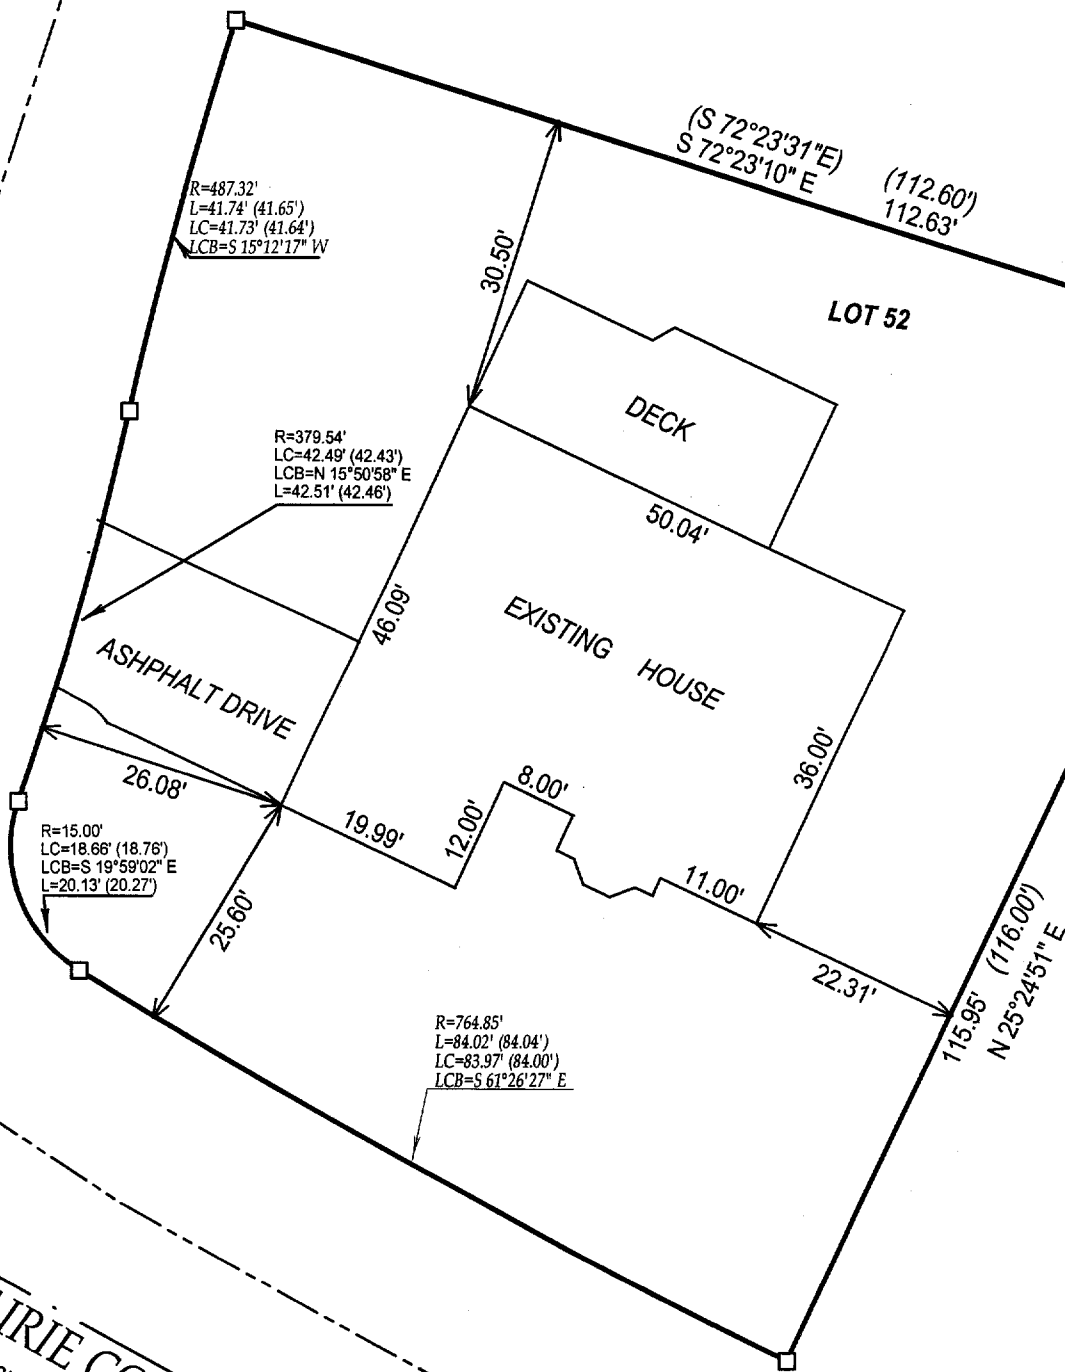 (S 72°23'31"E)
S 72°23'10" E
(112.60')
112.63'
R=487.32'
L=41.74' (41.65')
LC=41.73' (41.64')
LCB=S 15°12'17" W
30.50'
LOT 52
DECK
R=379.54'
LC=42.49' (42.43')
LCB=N 15°50'58" E
L=42.51' (42.46')
50.04'
46.09'
EXISTING HOUSE
ASHPHALT DRIVE
36.00'
26.08'
8.00'
19.99'
12.00'
R=15.00'
LC=18.66' (18.76')
LCB=S 19°59'02" E
L=20.13' (20.27')
11.00'
25.60'
22.31'
115.95' (116.00')
N 25°24'51" E
R=764.85'
L=84.02' (84.04')
LC=83.97' (84.00')
LCB=S 61°26'27" E